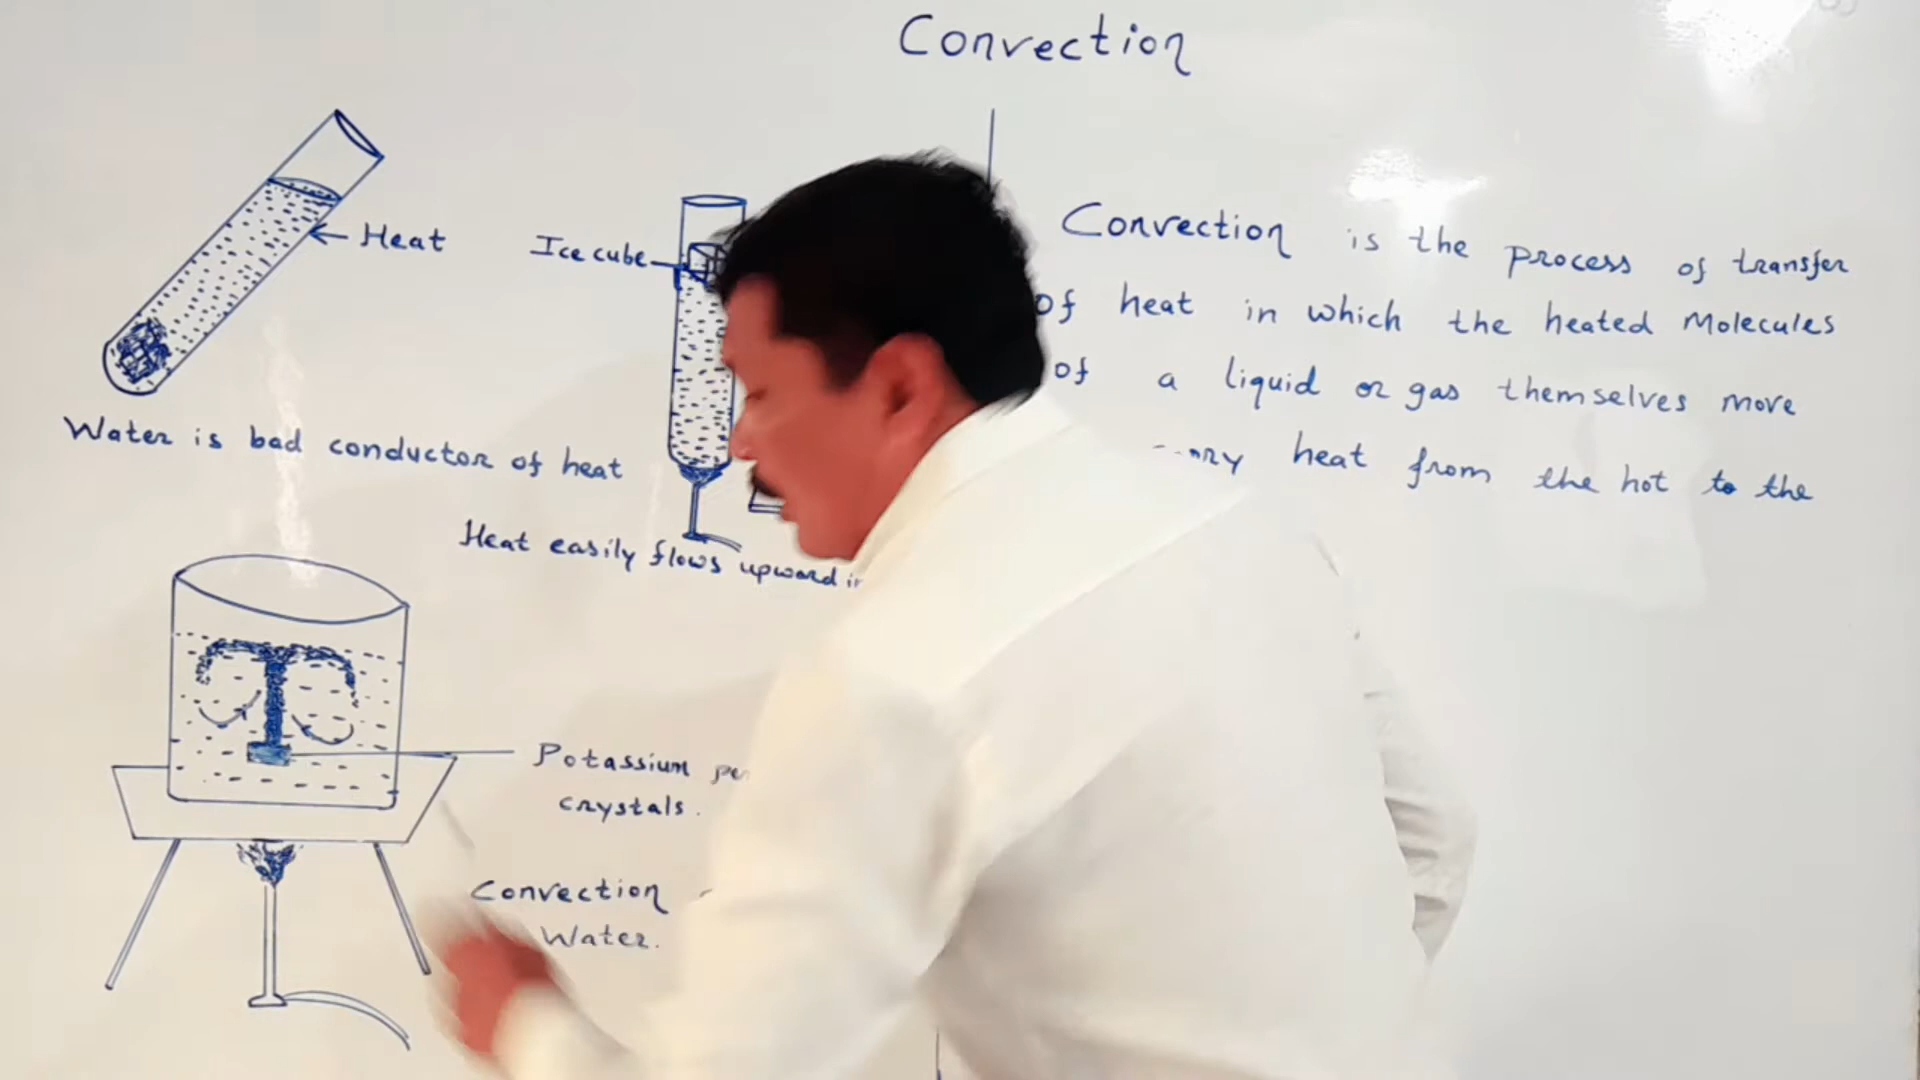 Convection
Heat
Ice cube
Water is bad conductor of heat
Heat easily flows upward
Potassium
crystals.
Convection
Water.
Convection is the process of transfer
of heat in which the heated Molecules
of a liquid or gas themselves move
heat from the hot to the